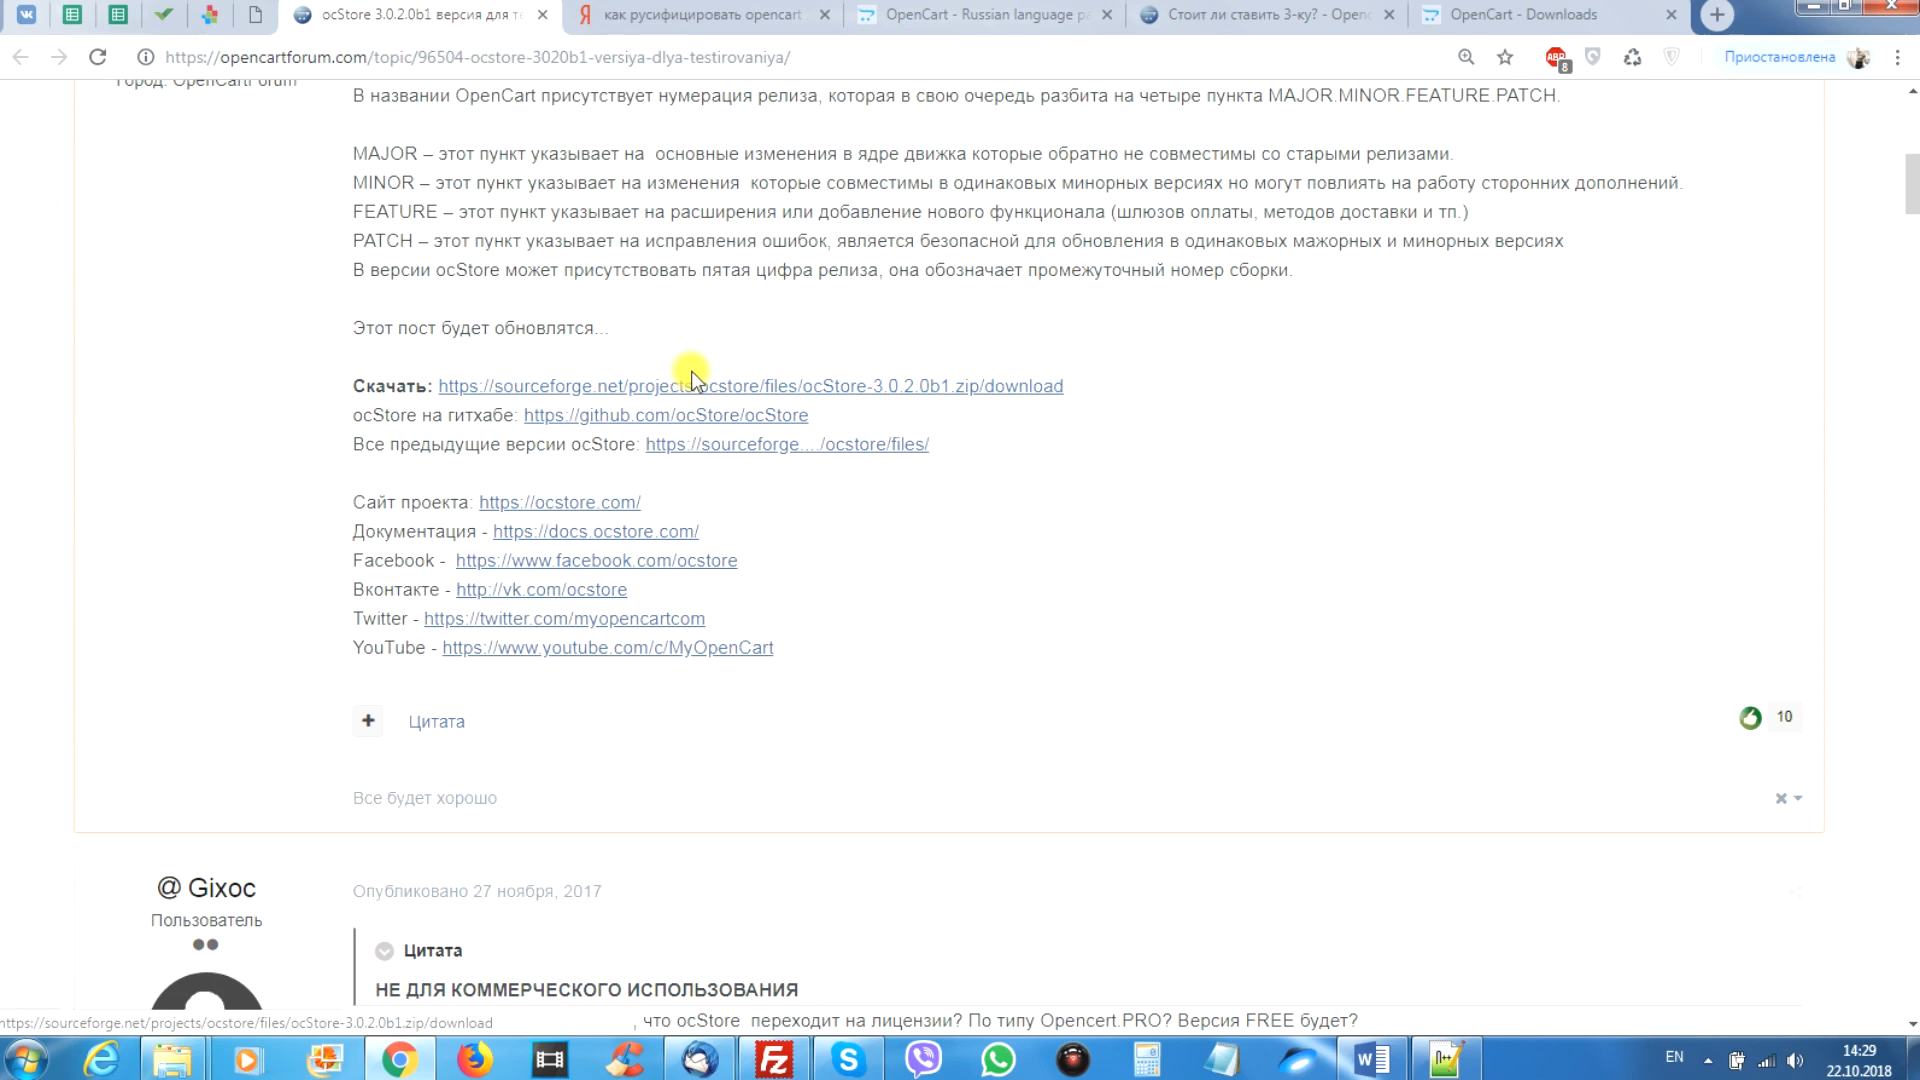 ocStore 3.0.2.0b1 версия для те
как русифицировать opencart
OpenCart - Russian language pa
Стоит ли ставить 3-ку? - Openc
OpenCart - Downloads
https://opencartforum.com/topic/96504-ocstore-3020b1-versiya-dlya-testirovaniya/
ABP
8
Приостановлена
Город: OpenCartForum
В названии OpenCart присутствует нумерация релиза, которая в свою очередь разбита на четыре пункта MAJOR.MINOR.FEATURE.PATCH.
MAJOR – этот пункт указывает на основные изменения в ядре движка которые обратно не совместимы со старыми релизами.
MINOR – этот пункт указывает на изменения которые совместимы в одинаковых минорных версиях но могут повлиять на работу сторонних дополнений.
FEATURE – этот пункт указывает на расширения или добавление нового функционала (шлюзов оплаты, методов доставки и тп.)
PATCH – этот пункт указывает на исправления ошибок, является безопасной для обновления в одинаковых мажорных и минорных версиях
В версии ocStore может присутствовать пятая цифра релиза, она обозначает промежуточный номер сборки.
Этот пост будет обновлятся...
Скачать: https://sourceforge.net/projects/ocstore/files/ocStore-3.0.2.0b1.zip/download
ocStore на гитхабе: https://github.com/ocStore/ocStore
Все предыдущие версии ocStore: https://sourceforge..../ocstore/files/
Сайт проекта: https://ocstore.com/
Документация - https://docs.ocstore.com/
Facebook - https://www.facebook.com/ocstore
Вконтакте - http://vk.com/ocstore
Twitter - https://twitter.com/myopencartcom
YouTube - https://www.youtube.com/c/MyOpenCart
+ Цитата
10
Все будет хорошо
@ Gixoc
Пользователь
Опубликовано 27 ноября, 2017
Цитата
НЕ ДЛЯ КОММЕРЧЕСКОГО ИСПОЛЬЗОВАНИЯ
, что ocStore переходит на лицензии? По типу Opencert.PRO? Версия FREE будет?
https://sourceforge.net/projects/ocstore/files/ocStore-3.0.2.0b1.zip/download
EN
14:29
22.10.2018